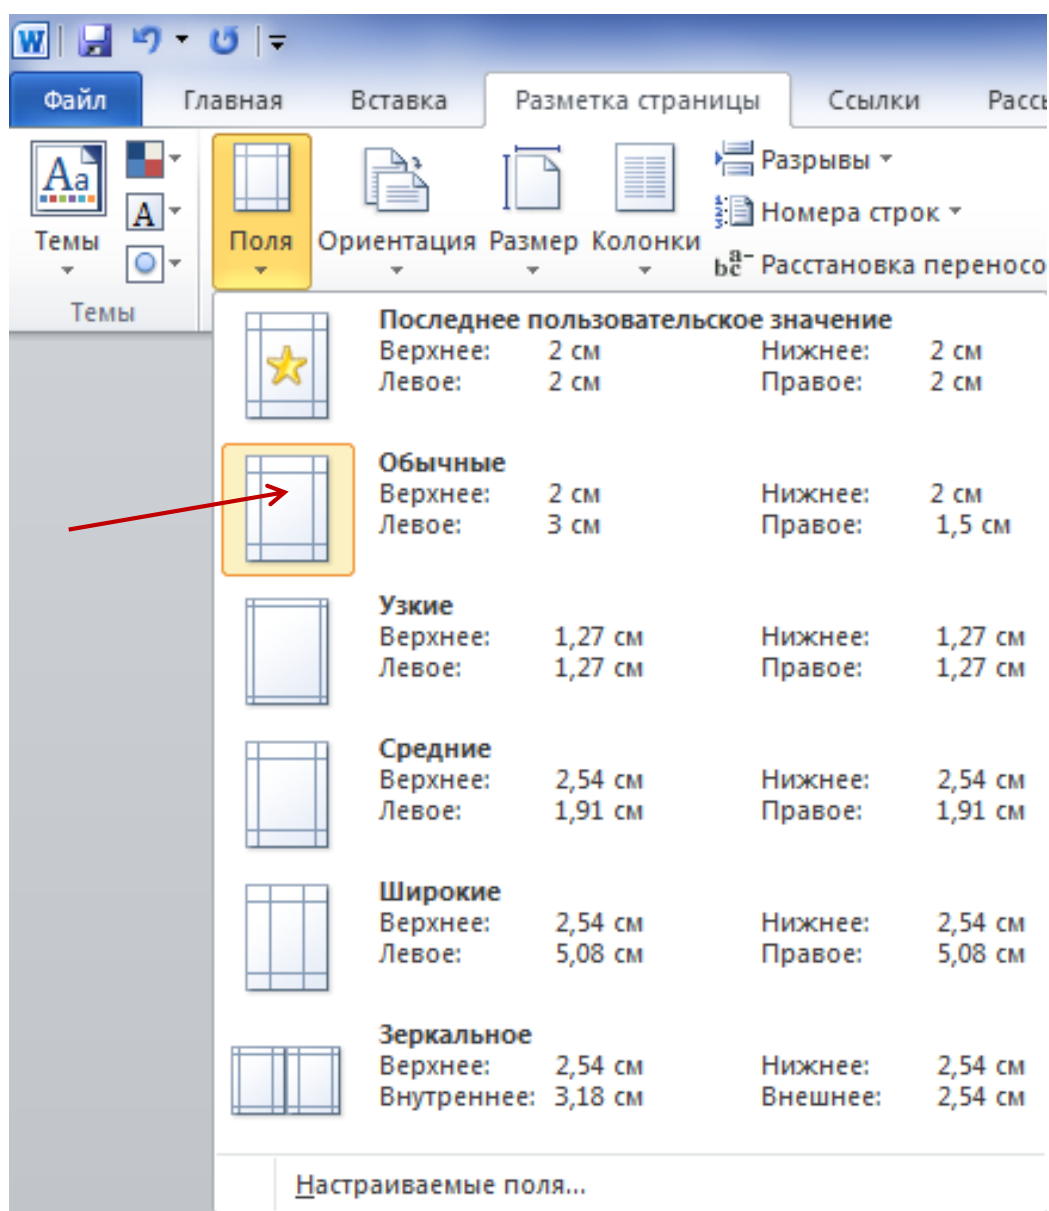 W
Файл Главная Вставка Разметка страницы Ссылки
Aa Разрывы
A Номера строк
Темы Поля Ориентация Размер Колонки
Расстановка переносо
Темы
Последнее пользовательское значение
Верхнее: 2 см Нижнее: 2 см
Левое: 2 см Правое: 2 см
Обычные
Верхнее: 2 см Нижнее: 2 см
Левое: 3 см Правое: 1,5 см
Узкие
Верхнее: 1,27 см Нижнее: 1,27 см
Левое: 1,27 см Правое: 1,27 см
Средние
Верхнее: 2,54 см Нижнее: 2,54 см
Левое: 1,91 см Правое: 1,91 см
Широкие
Верхнее: 2,54 см Нижнее: 2,54 см
Левое: 5,08 см Правое: 5,08 см
Зеркальное
Верхнее: 2,54 см Нижнее: 2,54 см
Внутреннее: 3,18 см Внешнее: 2,54 см
Настраиваемые поля...